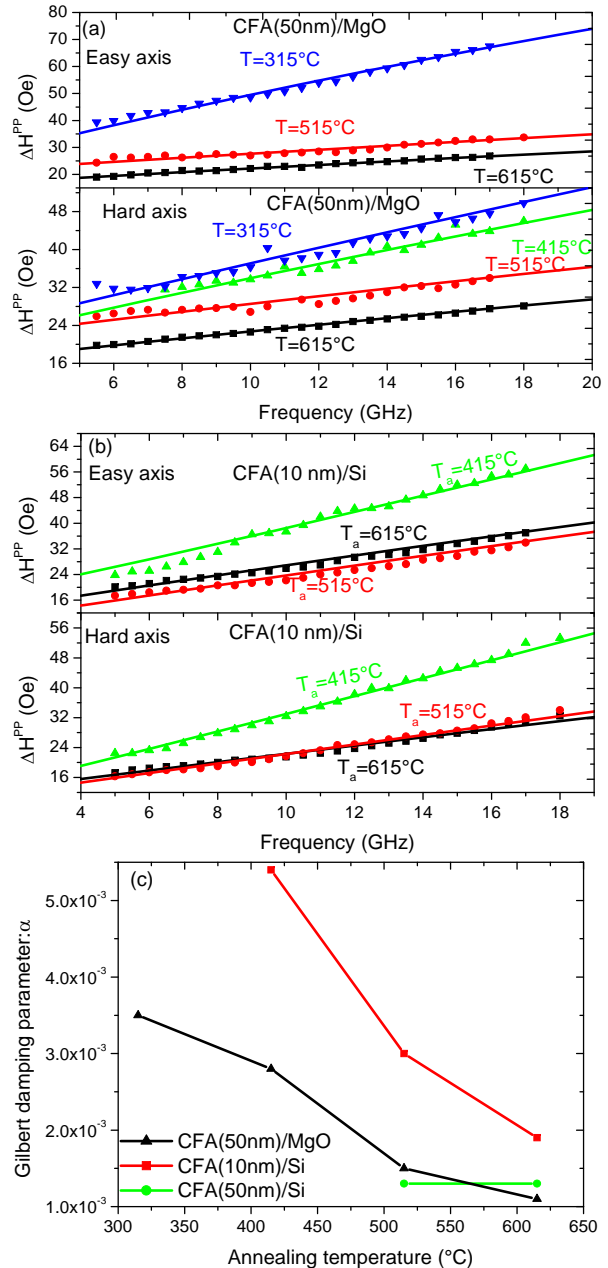 (a)
CFA(50nm)/MgO
Easy axis
T=315°C
T=515°C
T=615°C
80
70
60
50
40
30
20
ΔH^PP (Oe)
Hard axis
CFA(50nm)/MgO
T=315°C
T=415°C
T=515°C
T=615°C
48
40
32
24
16
ΔH^PP (Oe)
6 8 10 12 14 16 18 20
Frequency (GHz)
(b)
Easy axis
CFA(10 nm)/Si
T_a=415°C
T_a=615°C
T_a=515°C
64
56
48
40
32
24
16
ΔH^PP (Oe)
Hard axis
CFA(10 nm)/Si
T_a=415°C
T_a=515°C
T_a=615°C
56
48
40
32
24
16
ΔH^PP (Oe)
4 6 8 10 12 14 16 18
Frequency (GHz)
(c)
5.0x10^-3
4.0x10^-3
3.0x10^-3
2.0x10^-3
1.0x10^-3
Gilbert damping parameter:α
CFA(50nm)/MgO
CFA(10nm)/Si
CFA(50nm)/Si
300 350 400 450 500 550 600 650
Annealing temperature (°C)